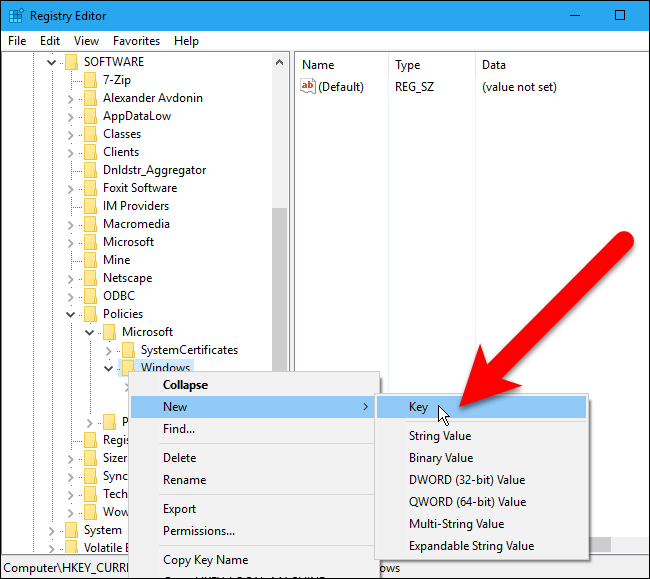 Registry Editor
File Edit View Favorites Help
SOFTWARE
7-Zip
Alexander Avdonin
AppDataLow
Classes
Clients
Dnldstr_Aggregator
Foxit Software
IM Providers
Macromedia
Microsoft
Mine
Netscape
ODBC
Policies
Microsoft
SystemCertificates
Windows
P
Regis
Sizer
Sync
Tech
Wow
System
Volatile E
Name Type Data
ab (Default) REG_SZ (value not set)
Collapse
New
Find...
Delete
Rename
Export
Permissions...
Copy Key Name
Key
String Value
Binary Value
DWORD (32-bit) Value
QWORD (64-bit) Value
Multi-String Value
Expandable String Value
Computer\HKEY_CURR
ows